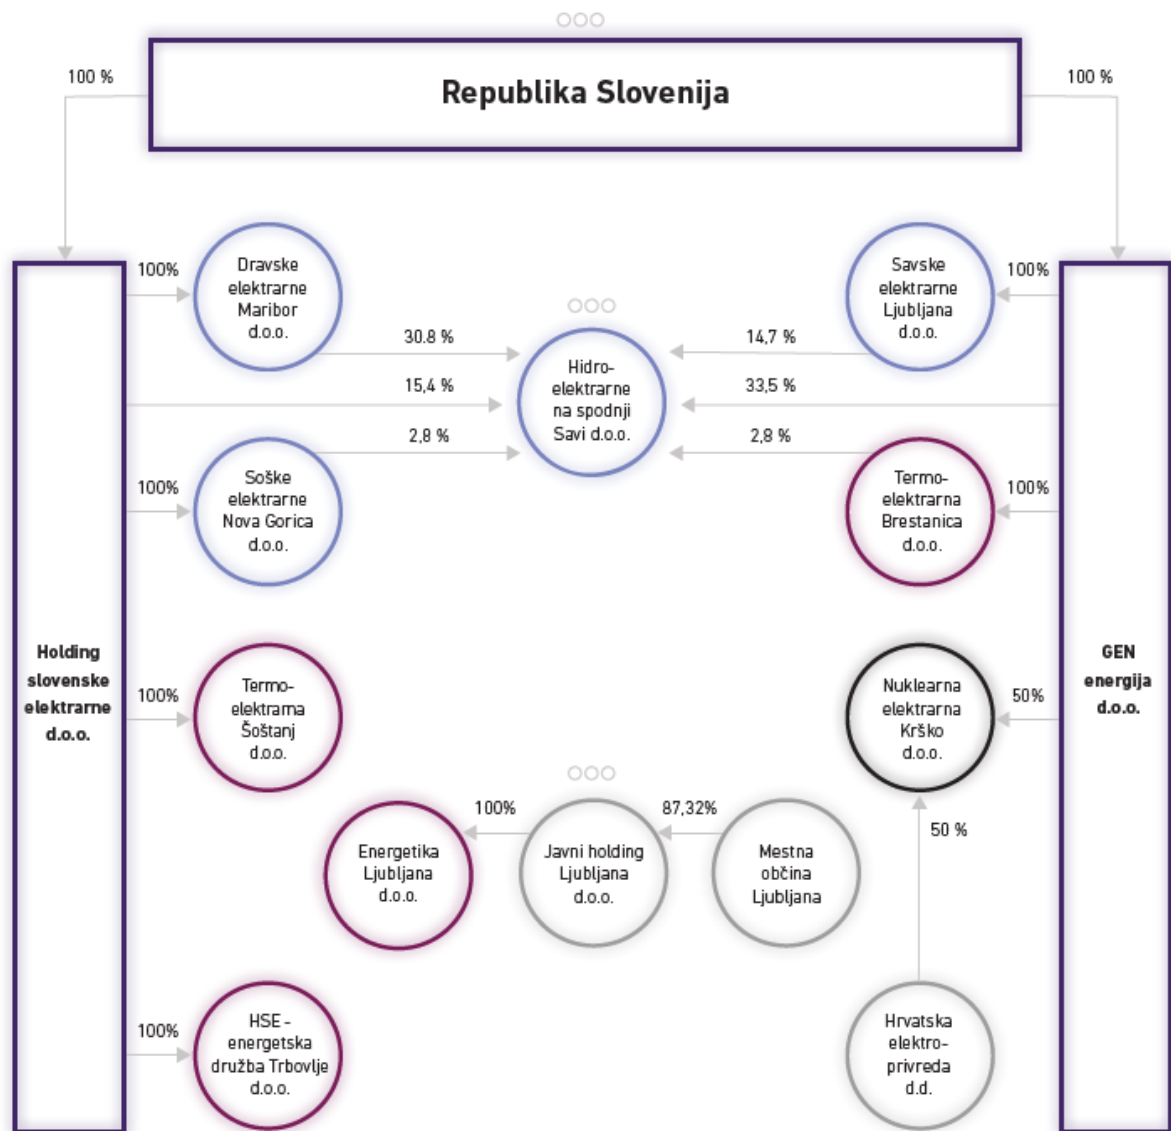 Republika Slovenija
100 %
100 %
Holding
slovenske
elektrarne
d.o.o.
GEN
energija
d.o.o.
100%
Dravske
elektrarne
Maribor
d.o.o.
Savske
elektrarne
Ljubljana
d.o.o.
100%
30.8 %
14,7 %
15,4 %
33,5 %
2,8 %
2,8 %
Hidro-
elektrarne
na spodnji
Savi d.o.o.
100%
Soške
elektrarne
Nova Gorica
d.o.o.
Termo-
elektrarna
Brestanica
d.o.o.
100%
100%
Termo-
elektrarna
Šoštanj
d.o.o.
Nuklearna
elektrarna
Krško
d.o.o.
50%
Energetika
Ljubljana
d.o.o.
100%
Javni holding
Ljubljana
d.o.o.
87,32%
Mestna
občina
Ljubljana
50 %
100%
HSE -
energetska
družba Trbovlje
d.o.o.
Hrvatska
elektro-
privreda
d.d.